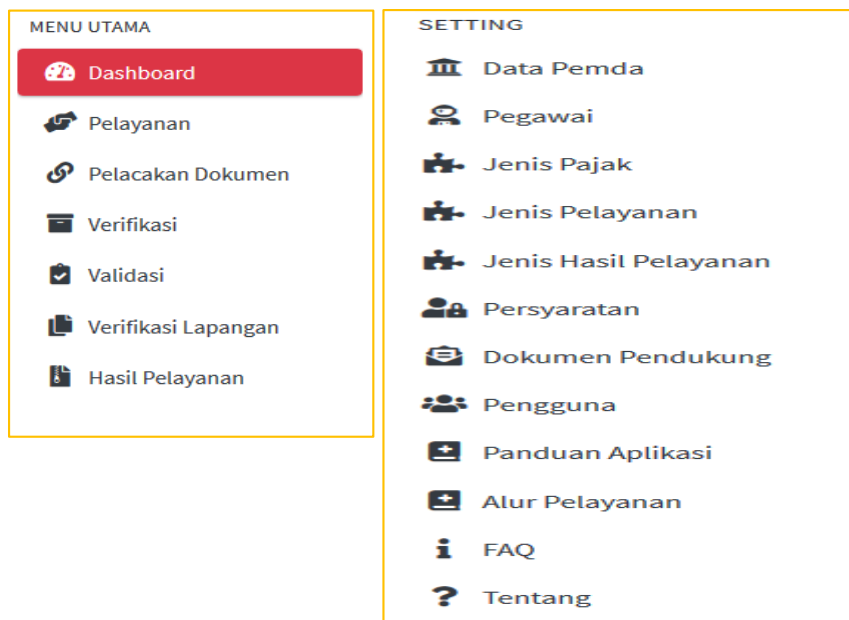 MENU UTAMA
Dashboard
Pelayanan
Pelacakan Dokumen
Verifikasi
Validasi
Verifikasi Lapangan
Hasil Pelayanan
SETTING
Data Pemda
Pegawai
Jenis Pajak
Jenis Pelayanan
Jenis Hasil Pelayanan
Persyaratan
Dokumen Pendukung
Pengguna
Panduan Aplikasi
Alur Pelayanan
FAQ
Tentang